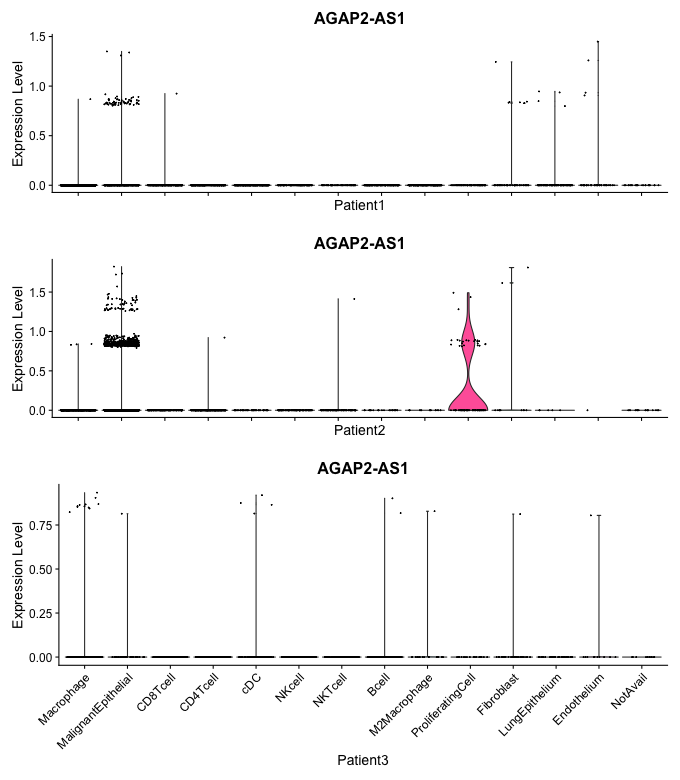 AGAP2-AS1
Expression Level
1.5
1.0
0.5
0.0
Patient1
AGAP2-AS1
Expression Level
1.5
1.0
0.5
0.0
Patient2
AGAP2-AS1
Expression Level
0.75
0.50
0.25
0.00
Macrophage
MalignantEpithelial
CD8Tcell
CD4Tcell
cDC
NKcell
NKTcell
Bcell
M2Macrophage
ProliferatingCell
Fibroblast
LungEpithelium
Endothelium
NotAvail
Patient3